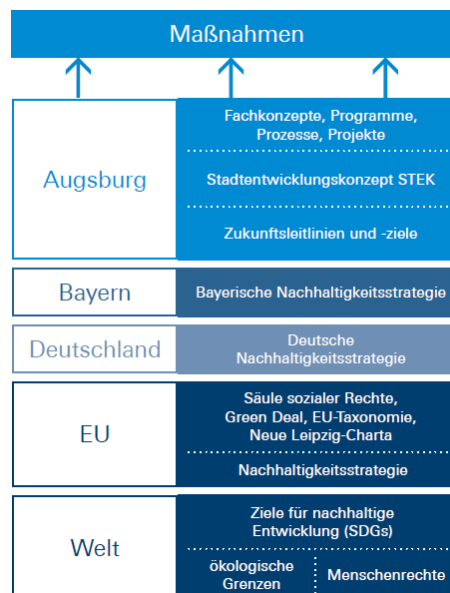 Maßnahmen
Augsburg
Fachkonzepte, Programme,
Prozesse, Projekte
Stadtentwicklungskonzept STEK
Zukunftsleitlinien und -ziele
Bayern
Bayerische Nachhaltigkeitsstrategie
Deutschland
Deutsche
Nachhaltigkeitsstrategie
EU
Säule sozialer Rechte,
Green Deal, EU-Taxonomie,
Neue Leipzig-Charta
Nachhaltigkeitsstrategie
Welt
Ziele für nachhaltige
Entwicklung (SDGs)
ökologische
Grenzen
Menschenrechte